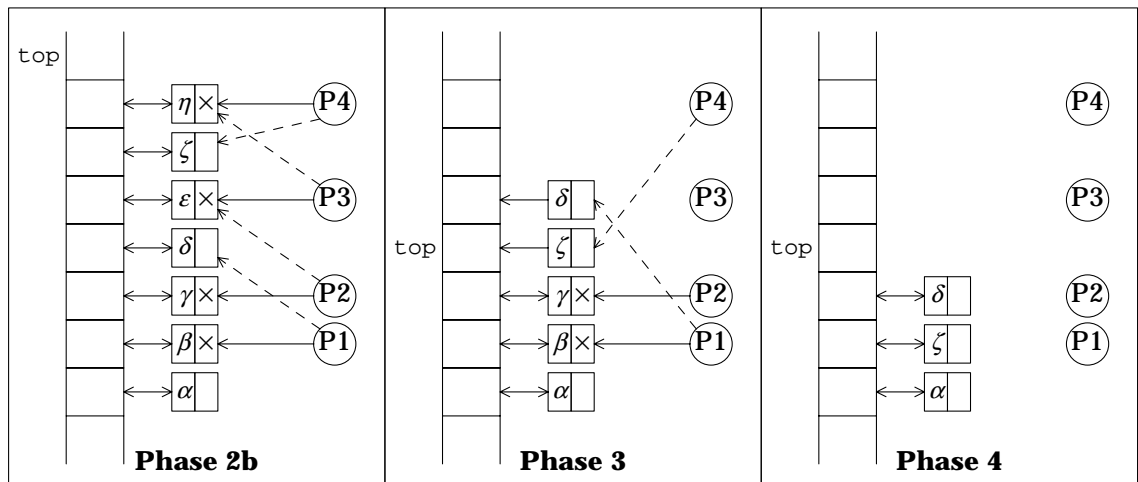 top
η × P4
ζ
ε × P3
δ
γ × P2
β × P1
α
Phase 2b
P4
δ P3
top ζ
γ × P2
β × P1
α
Phase 3
P4
P3
top
δ P2
ζ P1
α
Phase 4